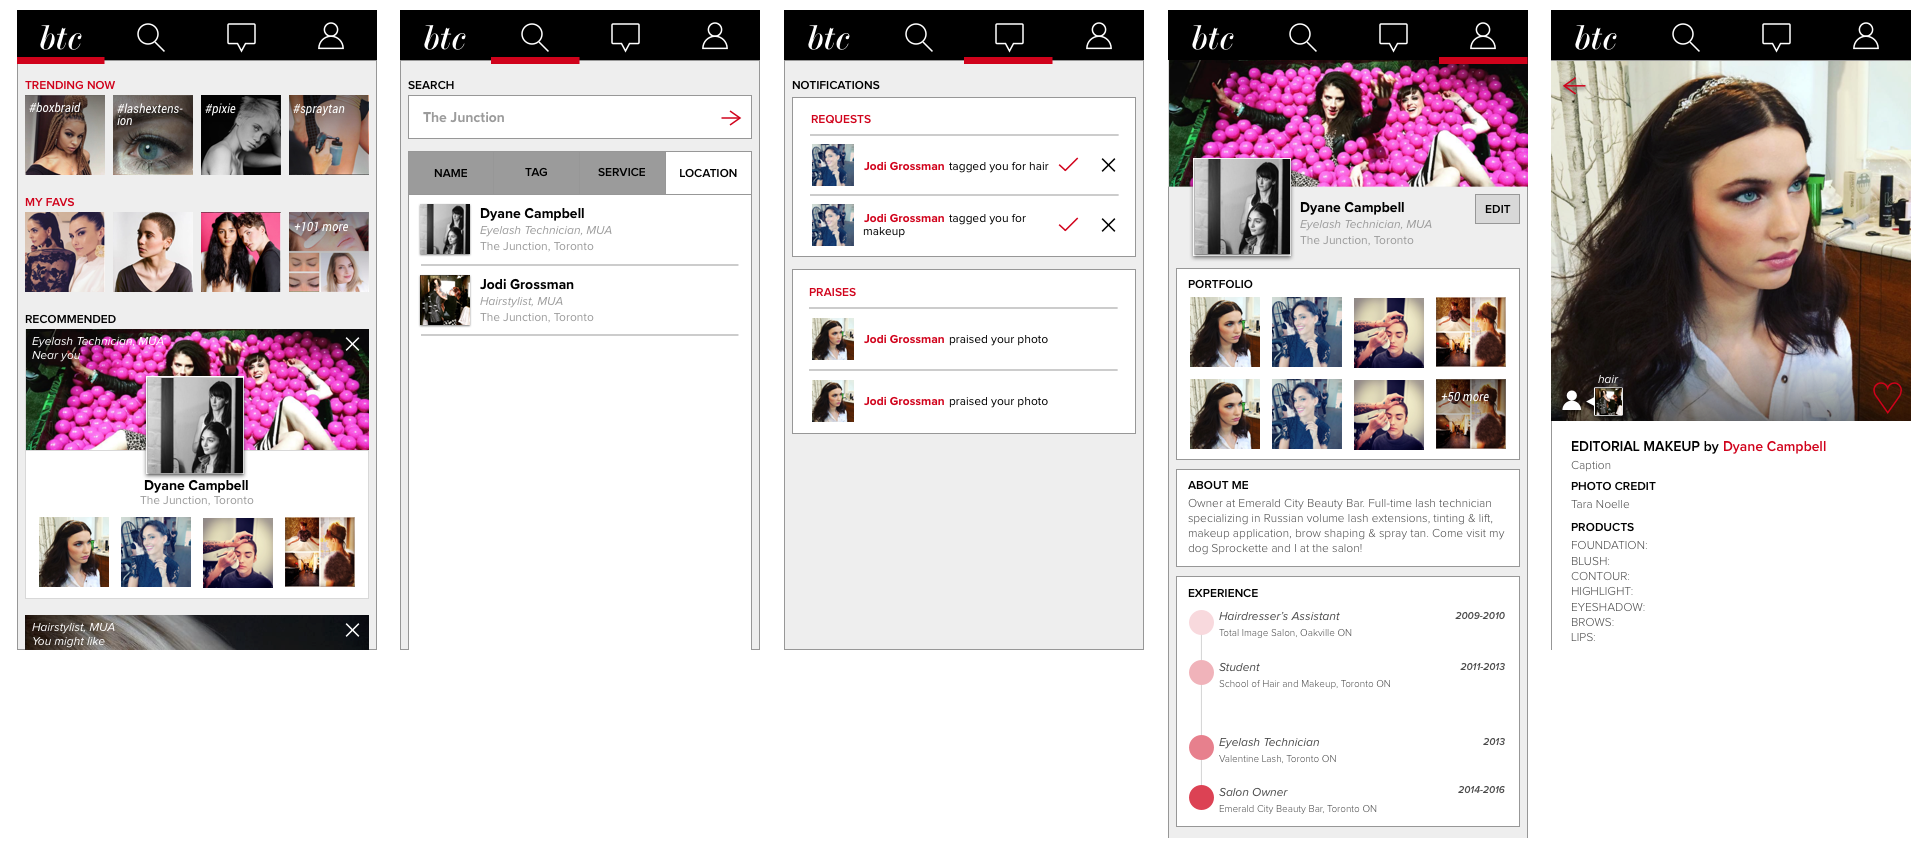 btc
TRENDING NOW
#boxbraid
#lashextens-
ion
#pixie
#spraytan
MY FAVS
+101 more
RECOMMENDED
Eyelash Technician, MUA
Near you
Dyane Campbell
The Junction, Toronto
Hairstylist, MUA
You might like
btc
SEARCH
The Junction
NAME
TAG
SERVICE
LOCATION
Dyane Campbell
Eyelash Technician, MUA
The Junction, Toronto
Jodi Grossman
Hairstylist, MUA
The Junction, Toronto
btc
NOTIFICATIONS
REQUESTS
Jodi Grossman tagged you for hair
Jodi Grossman tagged you for
makeup
PRAISES
Jodi Grossman praised your photo
Jodi Grossman praised your photo
btc
Dyane Campbell
Eyelash Technician, MUA
The Junction, Toronto
EDIT
PORTFOLIO
+50 more
ABOUT ME
Owner at Emerald City Beauty Bar. Full-time lash technician
specializing in Russian volume lash extensions, tinting & lift,
makeup application, brow shaping & spray tan. Come visit my
dog Sprockette and I at the salon!
EXPERIENCE
Hairdresser's Assistant
2009-2010
Total Image Salon, Oakville ON
Student
2011-2013
School of Hair and Makeup, Toronto ON
Eyelash Technician
2013
Valentine Lash, Toronto ON
Salon Owner
2014-2016
Emerald City Beauty Bar, Toronto ON
btc
hair
EDITORIAL MAKEUP by Dyane Campbell
Caption
PHOTO CREDIT
Tara Noelle
PRODUCTS
FOUNDATION:
BLUSH:
CONTOUR:
HIGHLIGHT:
EYESHADOW:
BROWS:
LIPS: